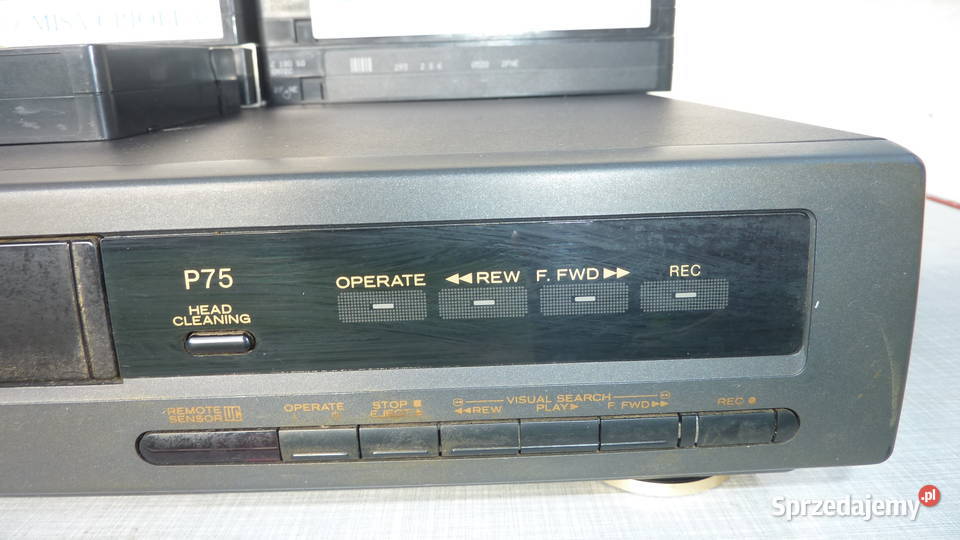 P75
HEAD
CLEANING
OPERATE
◀◀REW
F. FWD▶▶
REC
REMOTE
SENSOR UC
OPERATE
STOP ■
EJECT
VISUAL SEARCH
◀◀REW PLAY▶ F. FWD▶▶
REC ●
Sprzedajemy.pl